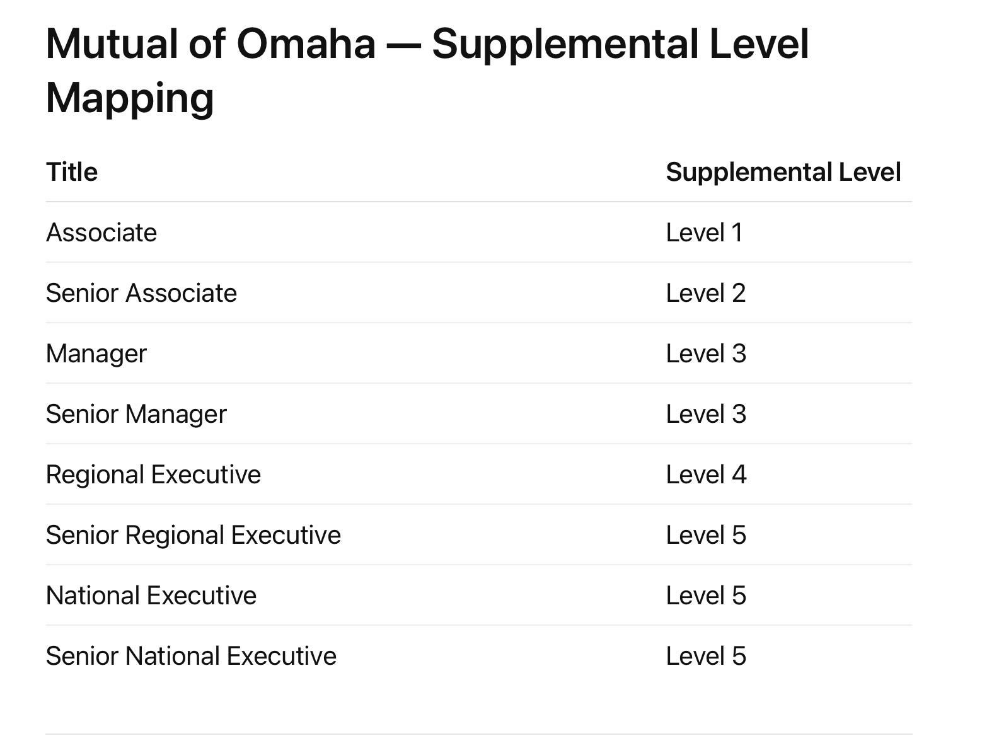 Mutual of Omaha — Supplemental Level
Mapping
Title Supplemental Level
Associate Level 1
Senior Associate Level 2
Manager Level 3
Senior Manager Level 3
Regional Executive Level 4
Senior Regional Executive Level 5
National Executive Level 5
Senior National Executive Level 5